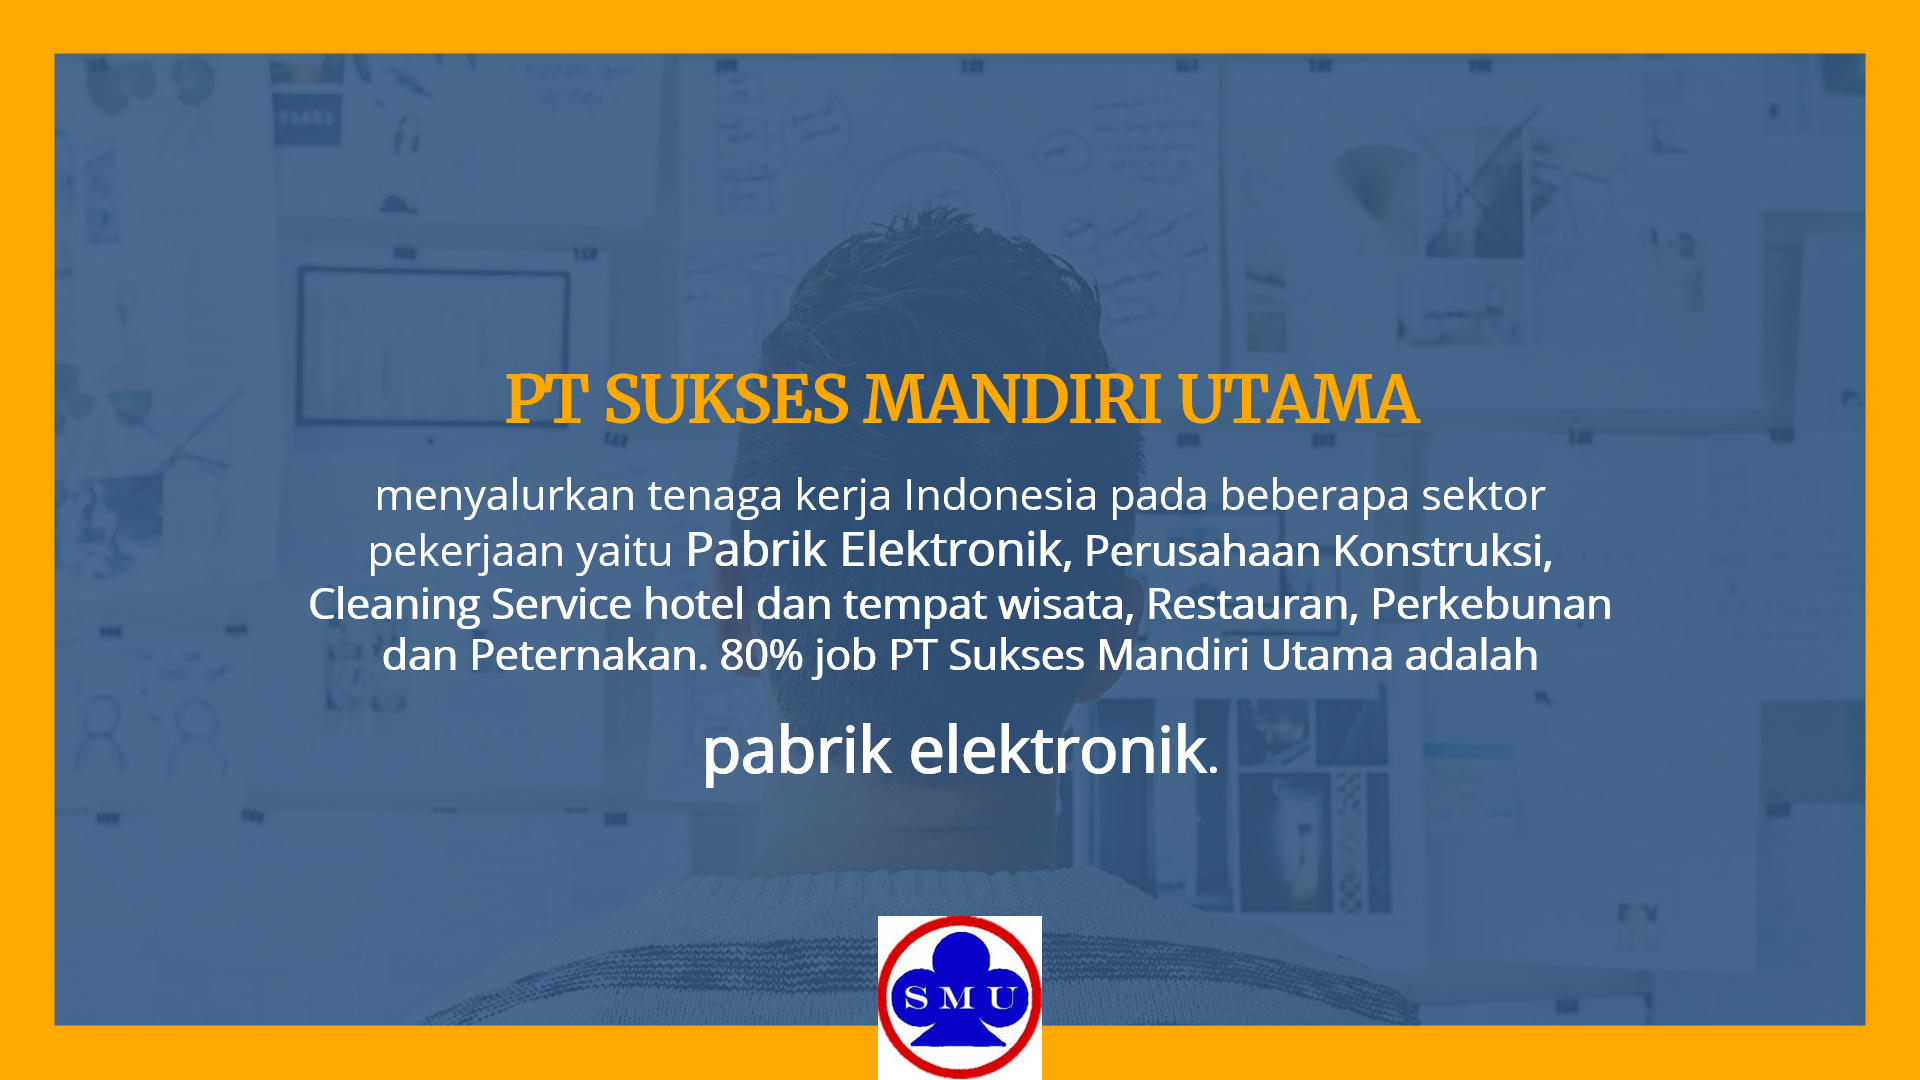 PT SUKSES MANDIRI UTAMA
menyalurkan tenaga kerja Indonesia pada beberapa sektor
pekerjaan yaitu Pabrik Elektronik, Perusahaan Konstruksi,
Cleaning Service hotel dan tempat wisata, Restauran, Perkebunan
dan Peternakan. 80% job PT Sukses Mandiri Utama adalah
pabrik elektronik.
S M U